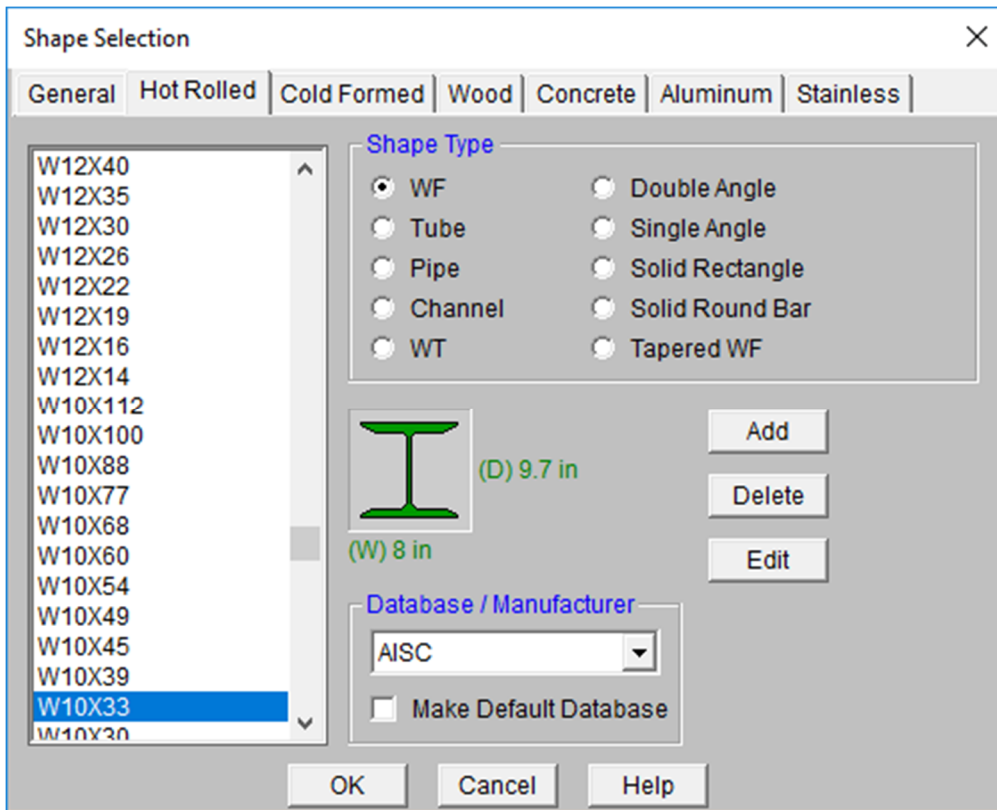 Shape Selection
General Hot Rolled Cold Formed Wood Concrete Aluminum Stainless
W12X40
W12X35
W12X30
W12X26
W12X22
W12X19
W12X16
W12X14
W10X112
W10X100
W10X88
W10X77
W10X68
W10X60
W10X54
W10X49
W10X45
W10X39
W10X33
W10X30
Shape Type
WF
Tube
Pipe
Channel
WT
Double Angle
Single Angle
Solid Rectangle
Solid Round Bar
Tapered WF
(D) 9.7 in
(W) 8 in
Add
Delete
Edit
Database / Manufacturer
AISC
Make Default Database
OK Cancel Help